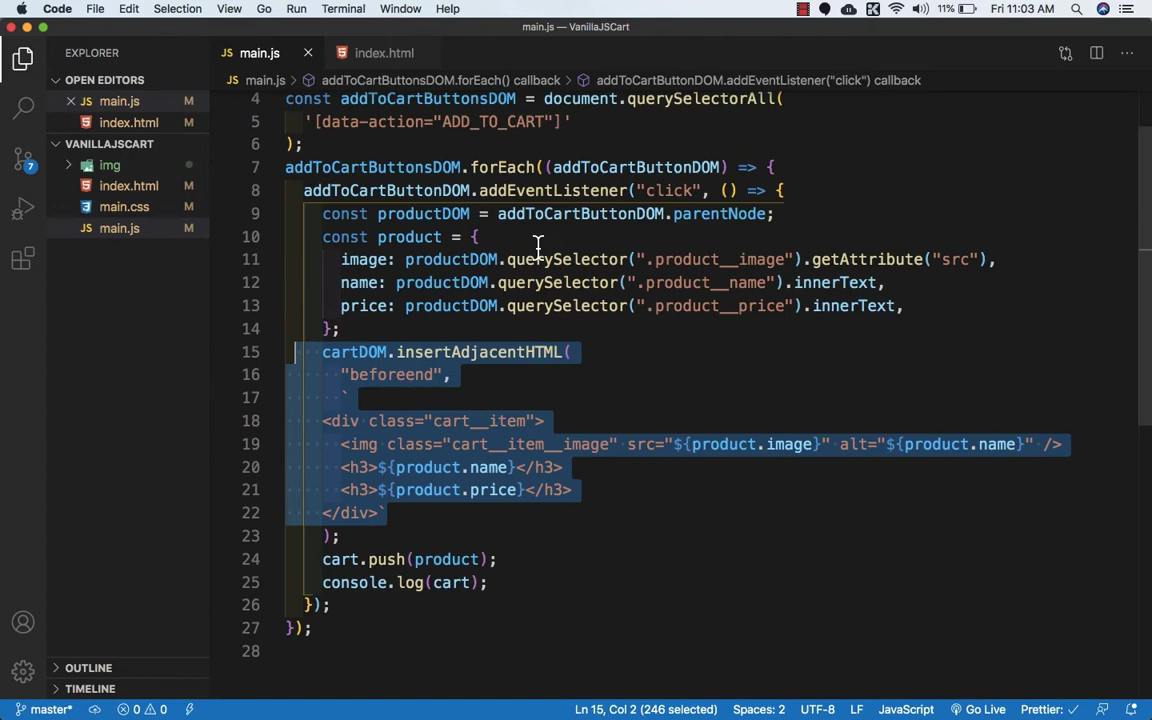 Code File Edit Selection View Go Run Terminal Window Help 11% Fri 11:03 AM
main.js — VanillaJSCart
EXPLORER
JS main.js
index.html
OPEN EDITORS
JS main.js M
index.html M
VANILLAJSCART
img
index.html M
main.css M
JS main.js M
7
OUTLINE
TIMELINE
JS main.js > addToCartButtonsDOM.forEach() callback > addToCartButtonDOM.addEventListener("click") callback
4 const addToCartButtonsDOM = document.querySelectorAll(
5 '[data-action="ADD_TO_CART"]'
6 );
7 addToCartButtonsDOM.forEach((addToCartButtonDOM) => {
8 addToCartButtonDOM.addEventListener("click", () => {
9 const productDOM = addToCartButtonDOM.parentNode;
10 const product = {
11 image: productDOM.querySelector(".product__image").getAttribute("src"),
12 name: productDOM.querySelector(".product__name").innerText,
13 price: productDOM.querySelector(".product__price").innerText,
14 };
15 cartDOM.insertAdjacentHTML(
16 "beforeend",
17 `
18 <div class="cart__item">
19 <img class="cart__item__image" src="${product.image}" alt="${product.name}" />
20 <h3>${product.name}</h3>
21 <h3>${product.price}</h3>
22 </div>`
23 );
24 cart.push(product);
25 console.log(cart);
26 });
27 });
28
master* 0 0 Ln 15, Col 2 (246 selected) Spaces: 2 UTF-8 LF JavaScript Go Live Prettier: ✓